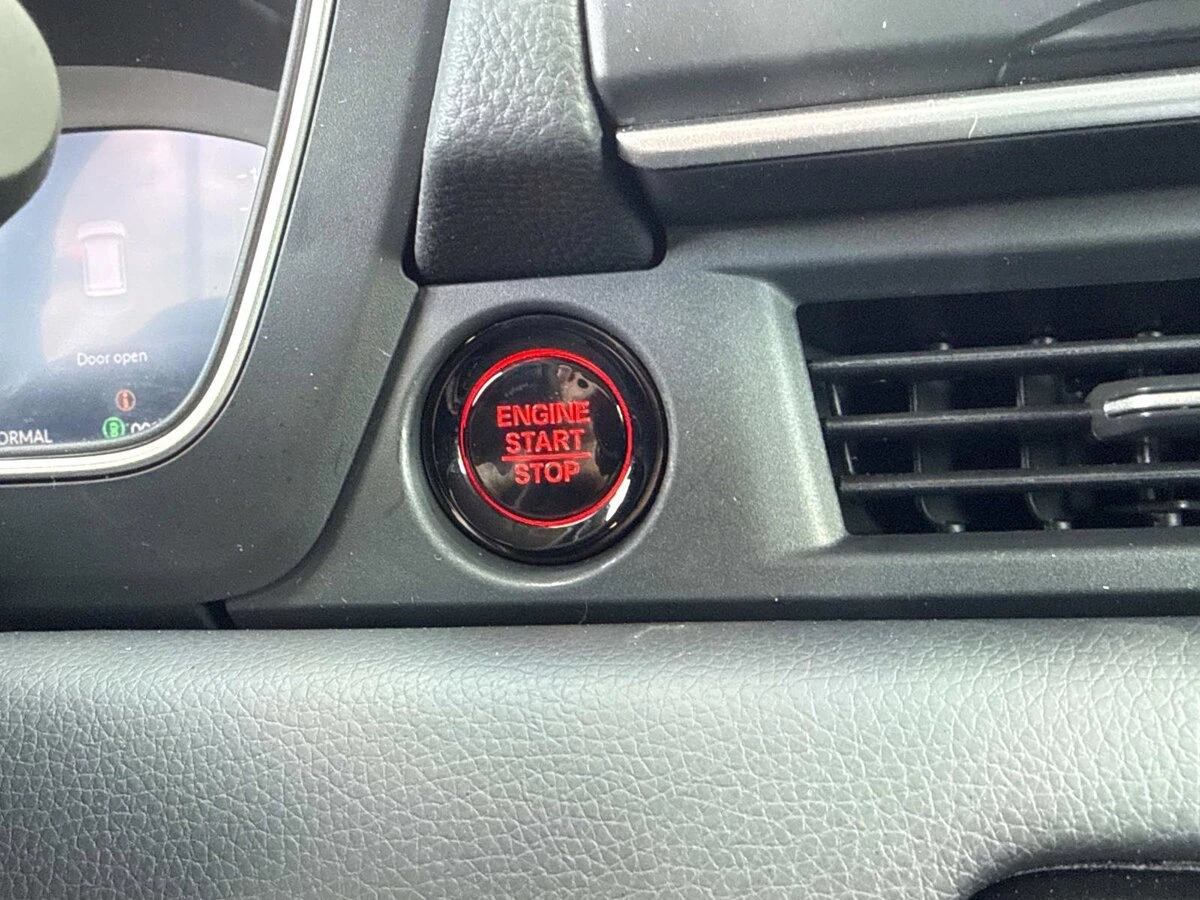 Door open
ORMAL
ENGINE
START
STOP